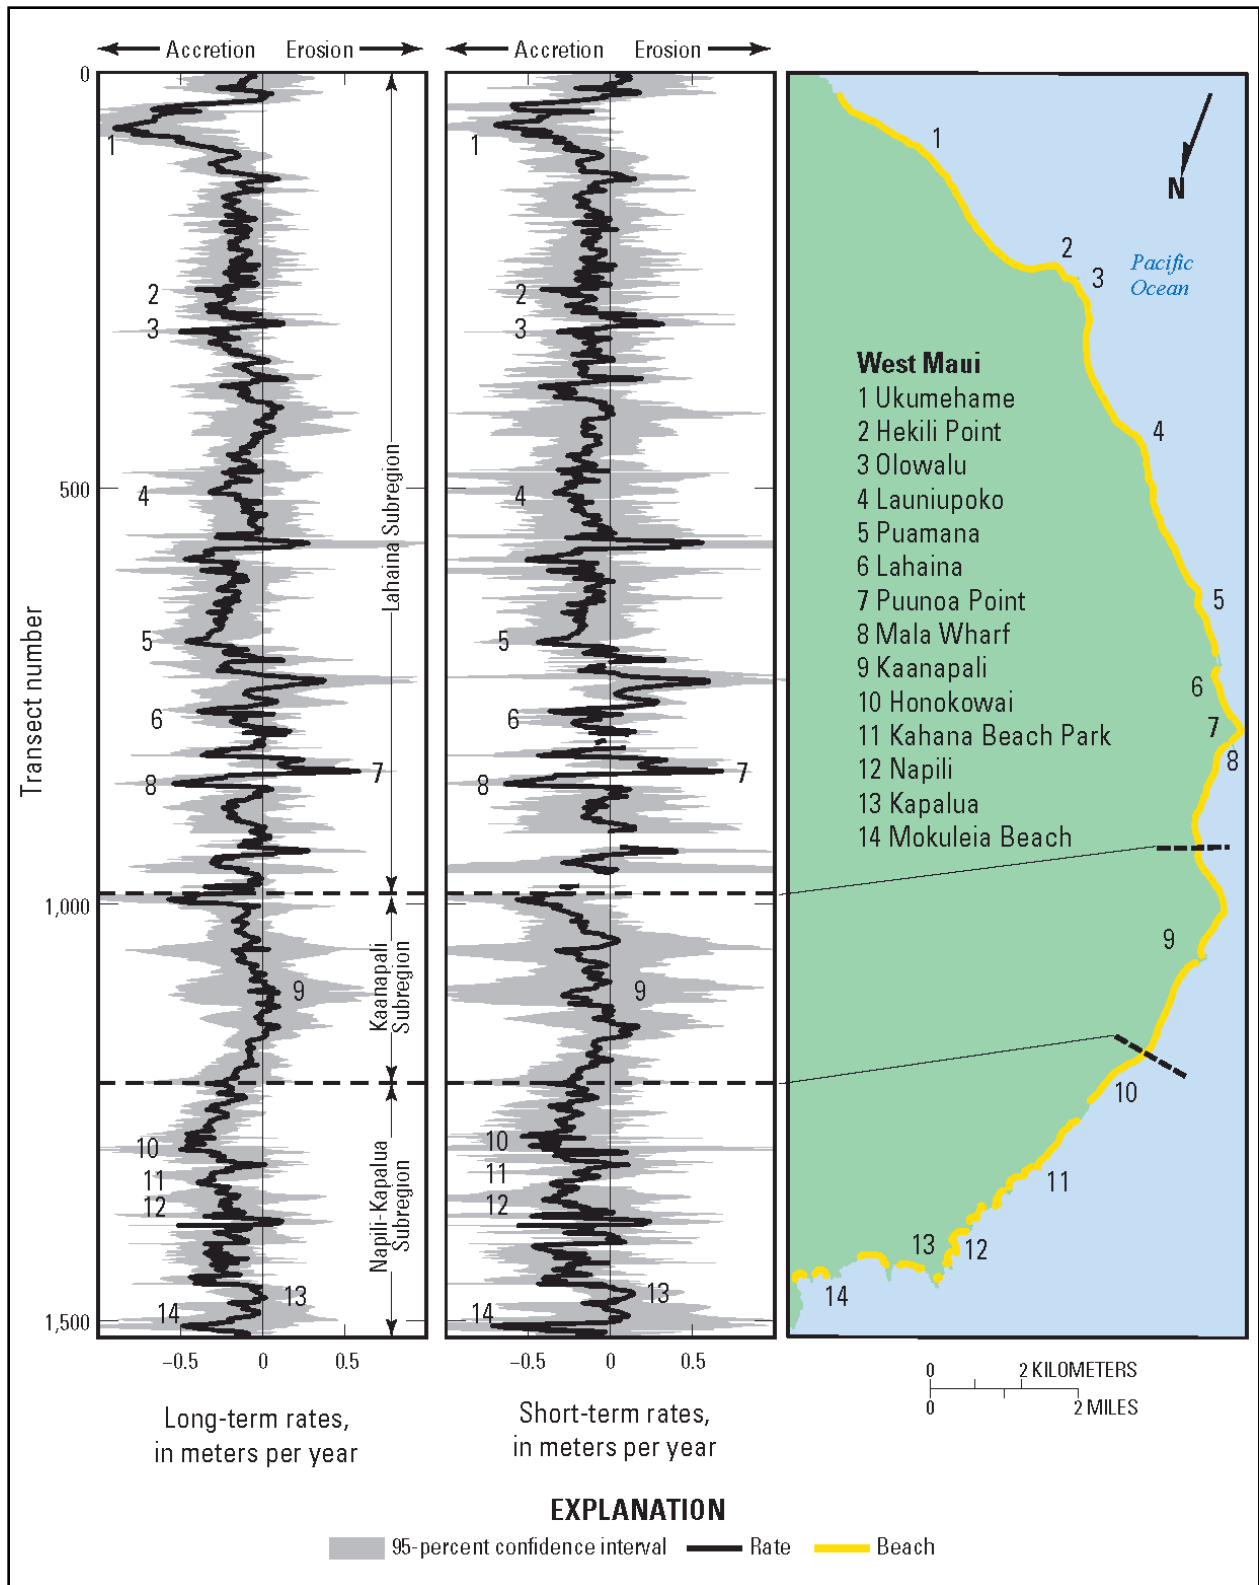 Accretion Erosion
Accretion Erosion
0
500
1,000
1,500
Transect number
1
2
3
4
5
6
7
8
9
10
11
12
13
14
Lahaina Subregion
Kaanapali
Subregion
Napili-Kapalua
Subregion
−0.5 0 0.5
Long-term rates,
in meters per year
1
2
3
4
5
6
7
8
9
10
11
12
13
14
−0.5 0 0.5
Short-term rates,
in meters per year
1
2
3
4
5
6
7
8
9
10
11
12
13
14
N
Pacific
Ocean
West Maui
1 Ukumehame
2 Hekili Point
3 Olowalu
4 Launiupoko
5 Puamana
6 Lahaina
7 Puunoa Point
8 Mala Wharf
9 Kaanapali
10 Honokowai
11 Kahana Beach Park
12 Napili
13 Kapalua
14 Mokuleia Beach
0 2 KILOMETERS
0 2 MILES
EXPLANATION
95-percent confidence interval Rate Beach